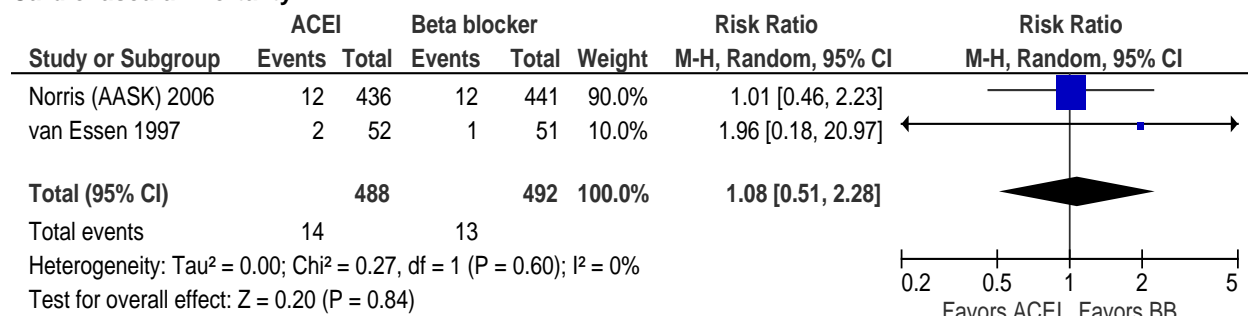 ACEI Beta blocker Risk Ratio Risk Ratio
Study or Subgroup Events Total Events Total Weight M-H, Random, 95% CI M-H, Random, 95% CI
Norris (AASK) 2006 12 436 12 441 90.0% 1.01 [0.46, 2.23]
van Essen 1997 2 52 1 51 10.0% 1.96 [0.18, 20.97]
Total (95% CI) 488 492 100.0% 1.08 [0.51, 2.28]
Total events 14 13
Heterogeneity: Tau² = 0.00; Chi² = 0.27, df = 1 (P = 0.60); I² = 0%
Test for overall effect: Z = 0.20 (P = 0.84)
0.2 0.5 1 2 5
Favors ACEI Favors BB